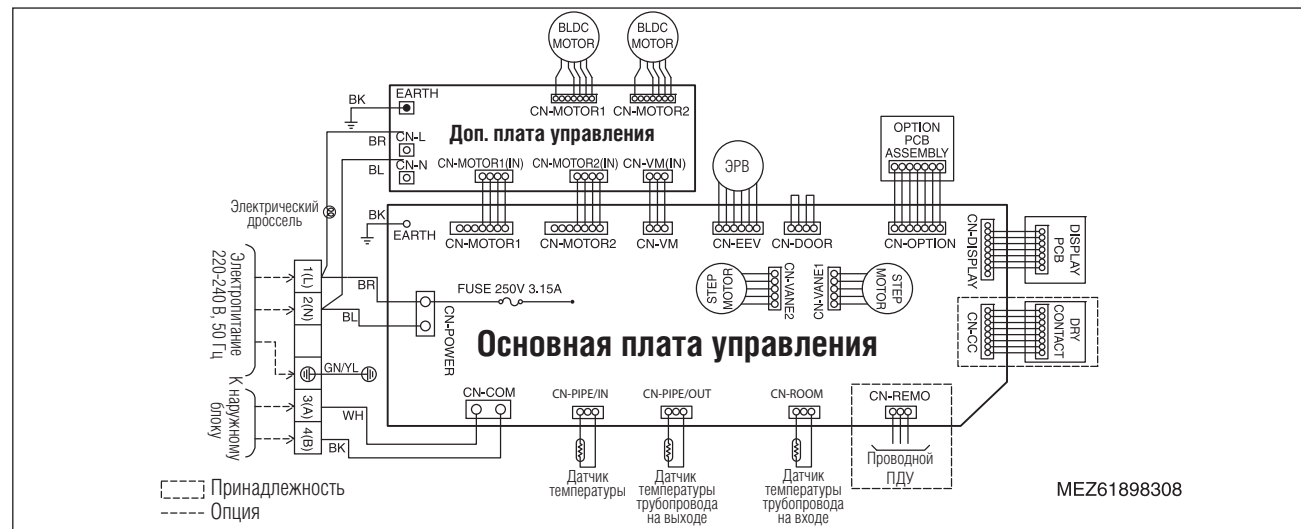 BLDC
MOTOR
BLDC
MOTOR
EARTH
BK
CN-MOTOR1
CN-MOTOR2
Доп. плата управления
CN-L
BR
CN-N
BL
CN-MOTOR1(IN)
CN-MOTOR2(IN)
CN-VM(IN)
ЭРВ
OPTION
PCB
ASSEMBLY
Электрический
дроссель
BK
EARTH
CN-MOTOR1
CN-MOTOR2
CN-VM
CN-EEV
CN-DOOR
CN-OPTION
CN-DISPLAY
DISPLAY
PCB
Электропитание
220-240 В, 50 Гц
1(L)
2(N)
BR
BL
FUSE 250V 3.15A
CN-POWER
STEP
MOTOR
CN-VANE2
CN-VANE1
STEP
MOTOR
CN-CC
DRY
CONTACT
Основная плата управления
GN/YL
К наружному
блоку
3(A)
4(B)
WH
BK
CN-COM
CN-PIPE/IN
CN-PIPE/OUT
CN-ROOM
CN-REMO
Датчик
температуры
Датчик
температуры
трубопровода
на выходе
Датчик
температуры
трубопровода
на входе
Проводной
ПДУ
Принадлежность
Опция
MEZ61898308